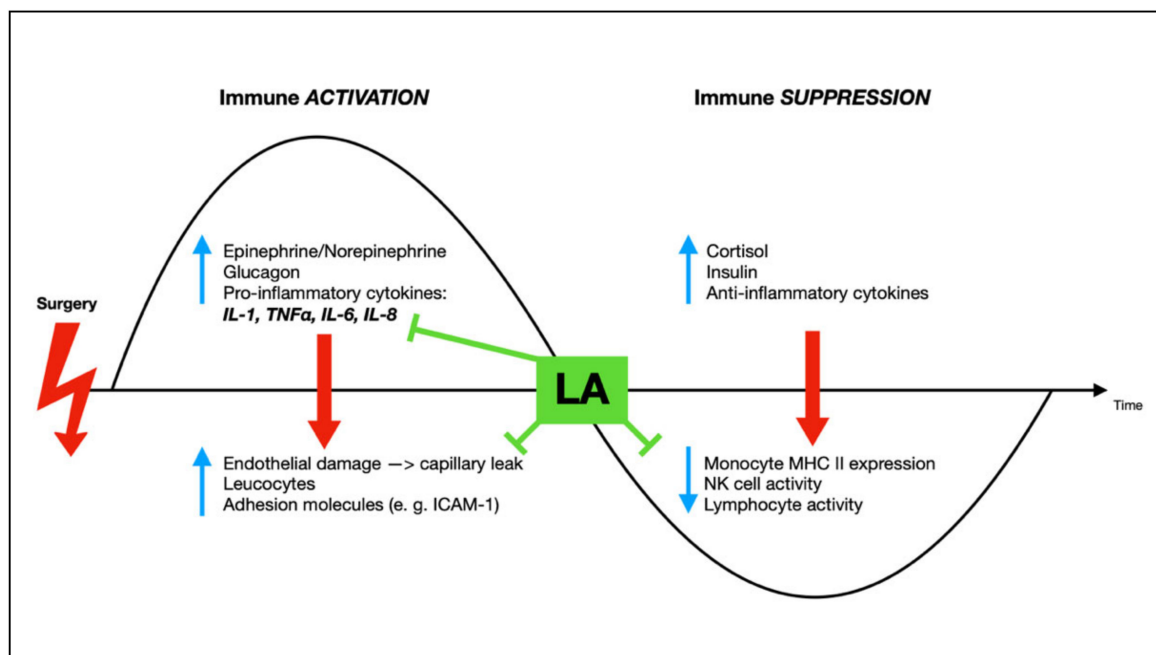 Immune ACTIVATION
Immune SUPPRESSION
Surgery
Epinephrine/Norepinephrine
Glucagon
Pro-inflammatory cytokines:
IL-1, TNFα, IL-6, IL-8
Cortisol
Insulin
Anti-inflammatory cytokines
LA
Time
Endothelial damage —> capillary leak
Leucocytes
Adhesion molecules (e. g. ICAM-1)
Monocyte MHC II expression
NK cell activity
Lymphocyte activity